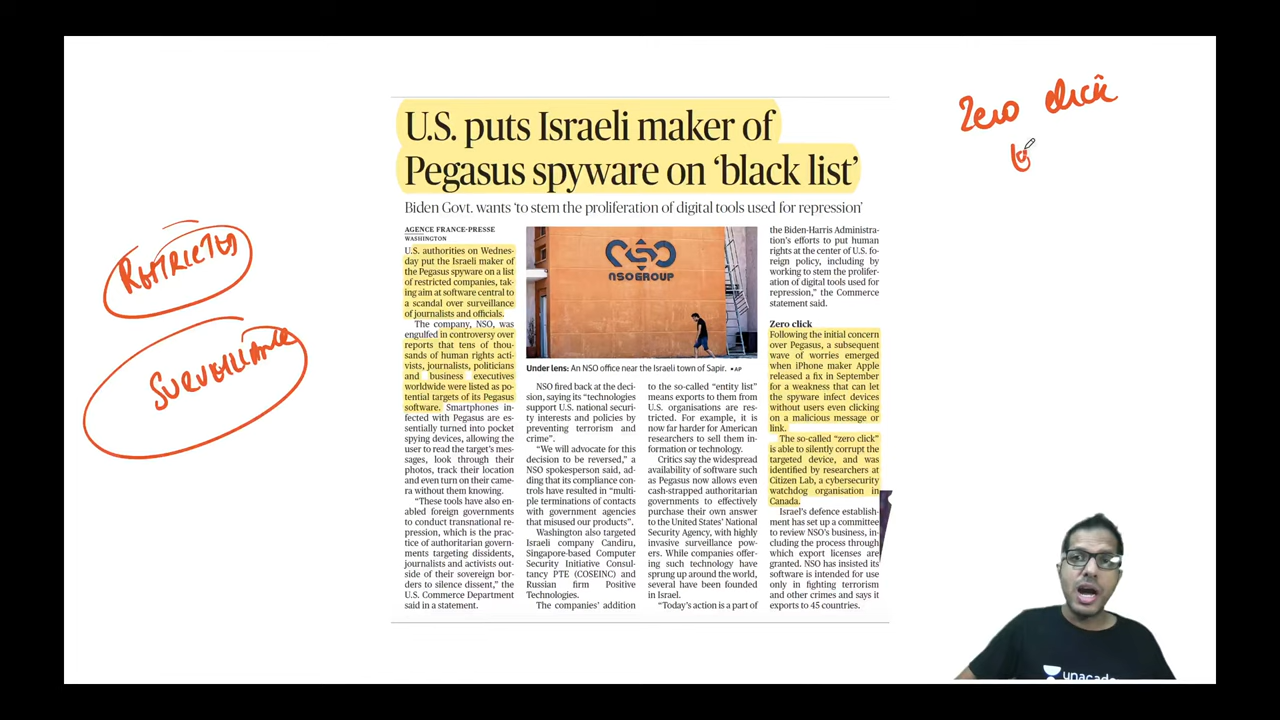 Zero click
RESTRICTED
SURVEILLANCE
U.S. puts Israeli maker of
Pegasus spyware on ‘black list’
Biden Govt. wants ‘to stem the proliferation of digital tools used for repression’
AGENCE FRANCE-PRESSE
WASHINGTON
U.S. authorities on Wednes-
day put the Israeli maker of
the Pegasus spyware on a list
of restricted companies, tak-
ing aim at software central to
a scandal over surveillance
of journalists and officials.
The company, NSO, was
engulfed in controversy over
reports that tens of thou-
sands of human rights acti-
vists, journalists, politicians
and business executives
worldwide were listed as po-
tential targets of its Pegasus
software. Smartphones in-
fected with Pegasus are es-
sentially turned into pocket
spying devices, allowing the
user to read the target’s mes-
sages, look through their
photos, track their location
and even turn on their came-
ra without them knowing.
“These tools have also en-
abled foreign governments
to conduct transnational re-
pression, which is the prac-
tice of authoritarian govern-
ments targeting dissidents,
journalists and activists out-
side of their sovereign bor-
ders to silence dissent,” the
U.S. Commerce Department
said in a statement.
NSO GROUP
Under lens: An NSO office near the Israeli town of Sapir. • AP
NSO fired back at the deci-
sion, saying its “technologies
support U.S. national securi-
ty interests and policies by
preventing terrorism and
crime”.
“We will advocate for this
decision to be reversed,” a
NSO spokesperson said, ad-
ding that its compliance con-
trols have resulted in “multi-
ple terminations of contacts
with government agencies
that misused our products”.
Washington also targeted
Israeli company Candiru,
Singapore-based Computer
Security Initiative Consul-
tancy PTE (COSEINC) and
Russian firm Positive
Technologies.
The companies’ addition
to the so-called “entity list”
means exports to them from
U.S. organisations are res-
tricted. For example, it is
now far harder for American
researchers to sell them in-
formation or technology.
Critics say the widespread
availability of software such
as Pegasus now allows even
cash-strapped authoritarian
governments to effectively
purchase their own answer
to the United States’ National
Security Agency, with highly
invasive surveillance pow-
ers. While companies offer-
ing such technology have
sprung up around the world,
several have been founded
in Israel.
“Today’s action is a part of
the Biden-Harris Administra-
tion’s efforts to put human
rights at the center of U.S. fo-
reign policy, including by
working to stem the prolifer-
ation of digital tools used for
repression,” the Commerce
statement said.
Zero click
Following the initial concern
over Pegasus, a subsequent
wave of worries emerged
when iPhone maker Apple
released a fix in September
for a weakness that can let
the spyware infect devices
without users even clicking
on a malicious message or
link.
The so-called “zero click”
is able to silently corrupt the
targeted device, and was
identified by researchers at
Citizen Lab, a cybersecurity
watchdog organisation in
Canada.
Israel’s defence establish-
ment has set up a committee
to review NSO’s business, in-
cluding the process through
which export licenses are
granted. NSO has insisted its
software is intended for use
only in fighting terrorism
and other crimes and says it
exports to 45 countries.
unacade